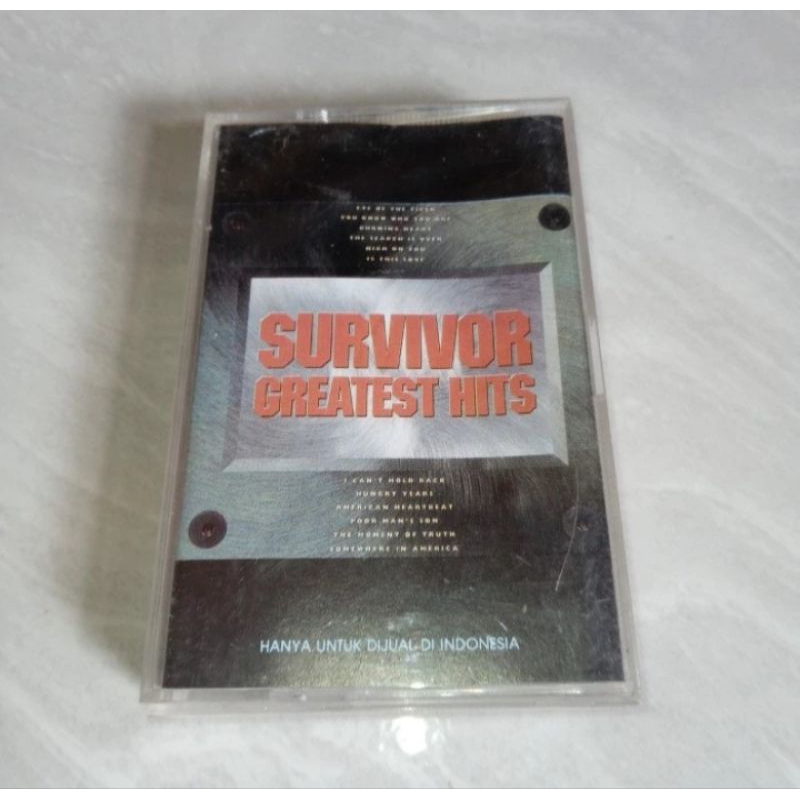 EYE OF THE TIGER
YOU KNOW WHO YOU ARE
BURNING HEART
THE SEARCH IS OVER
HIGH ON YOU
IS THIS LOVE
SURVIVOR
GREATEST HITS
I CAN'T HOLD BACK
HUNGRY YEARS
AMERICAN HEARTBEAT
POOR MAN'S SON
THE MOMENT OF TRUTH
SOMEWHERE IN AMERICA
HANYA UNTUK DIJUAL DI INDONESIA